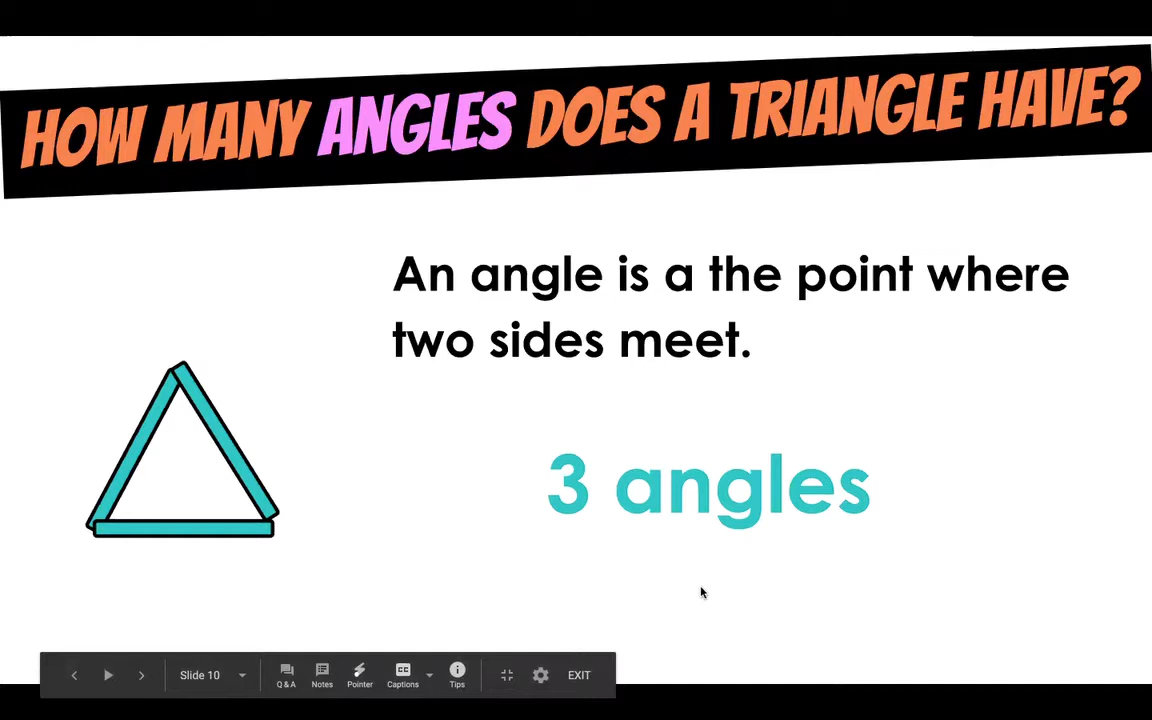 HOW MANY ANGLES DOES A TRIANGLE HAVE?
An angle is a the point where
two sides meet.
3 angles
Slide 10
Q & A
Notes
Pointer
CC
Captions
Tips
EXIT